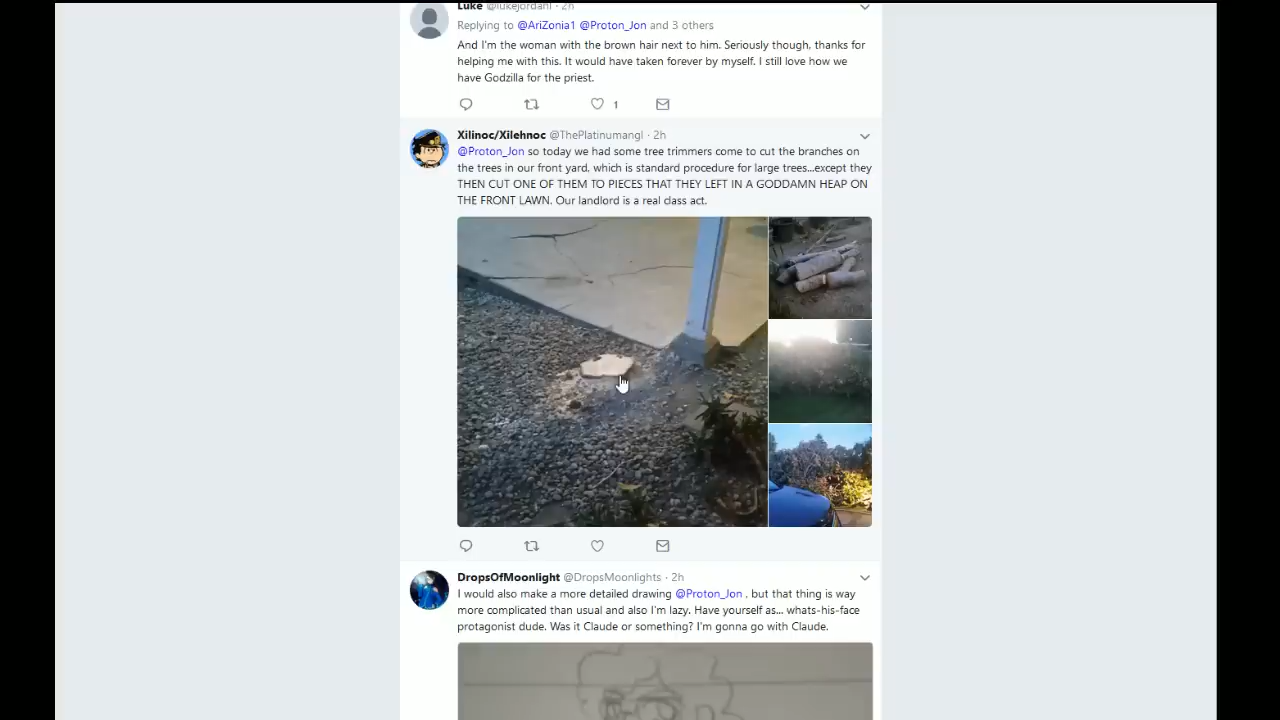 Luke @lukejordahl · 2h
Replying to @AriZonia1 @Proton_Jon and 3 others
And I'm the woman with the brown hair next to him. Seriously though, thanks for
helping me with this. It would have taken forever by myself. I still love how we
have Godzilla for the priest.
1
Xilinoc/Xilehnoc @ThePlatinumangl · 2h
@Proton_Jon so today we had some tree trimmers come to cut the branches on
the trees in our front yard, which is standard procedure for large trees...except they
THEN CUT ONE OF THEM TO PIECES THAT THEY LEFT IN A GODDAMN HEAP ON
THE FRONT LAWN. Our landlord is a real class act.
DropsOfMoonlight @DropsMoonlights · 2h
I would also make a more detailed drawing @Proton_Jon , but that thing is way
more complicated than usual and also I'm lazy. Have yourself as... whats-his-face
protagonist dude. Was it Claude or something? I'm gonna go with Claude.